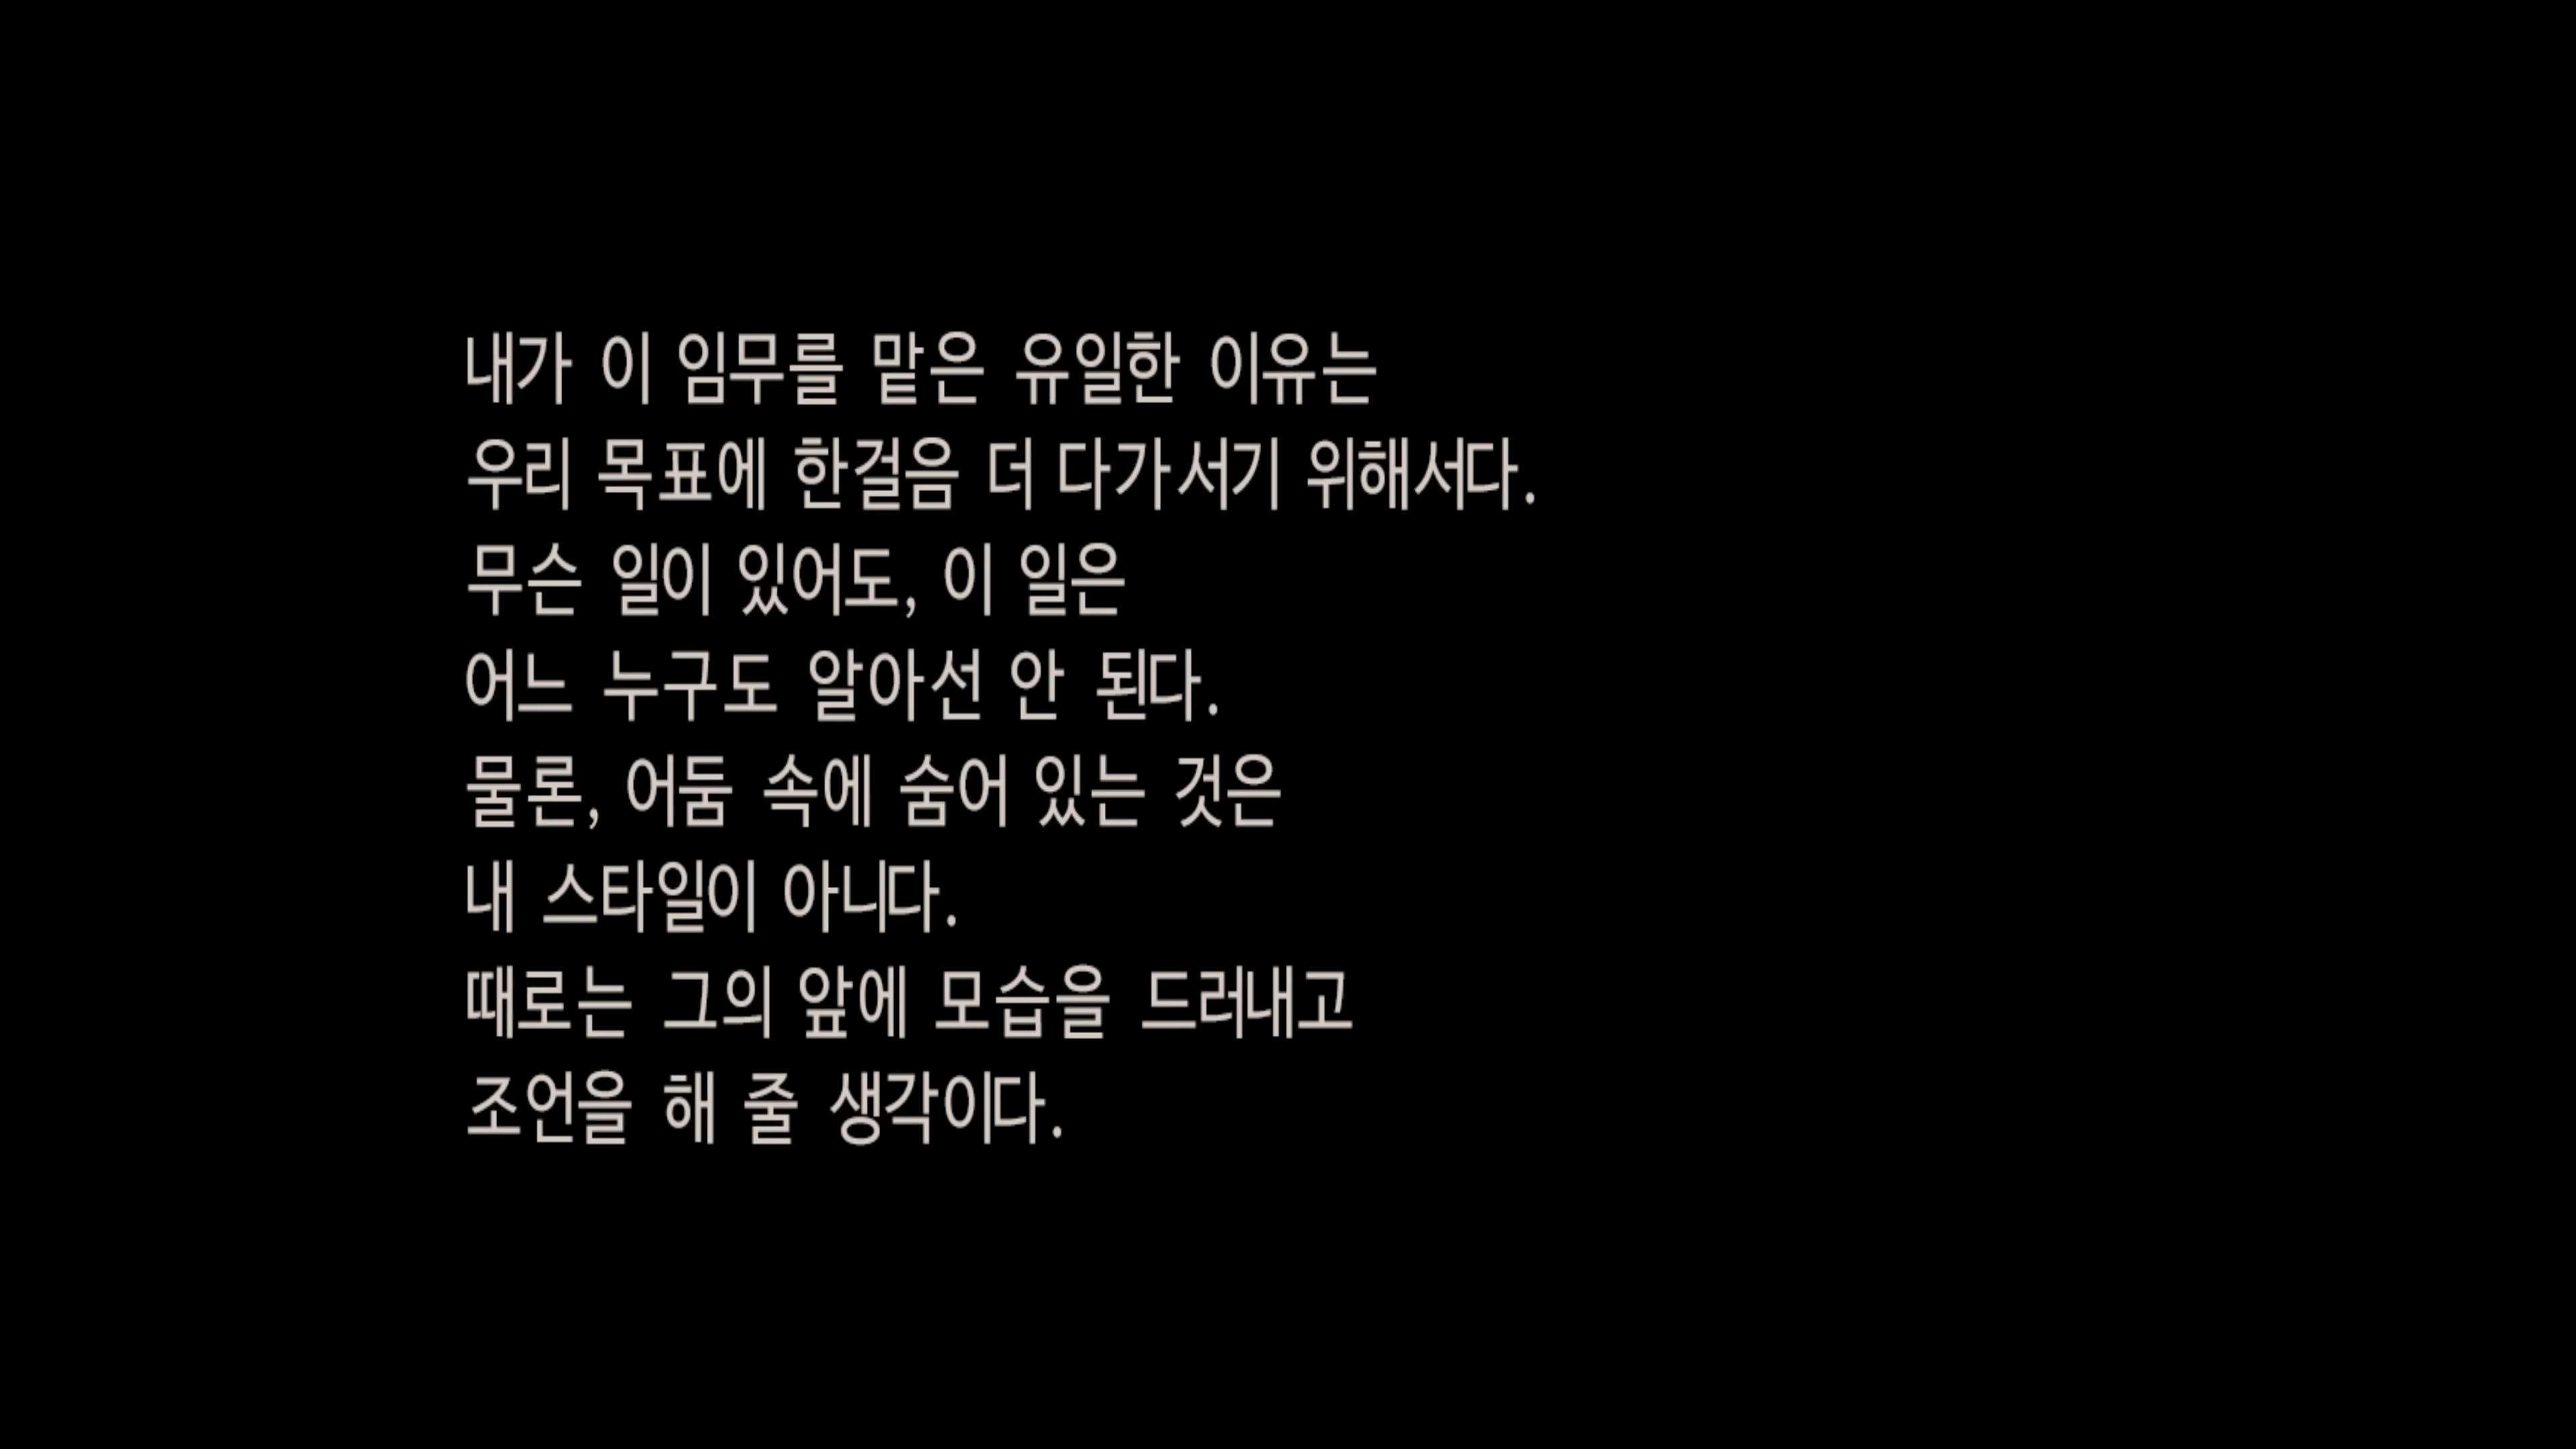 내가 이 임무를 맡은 유일한 이유는
우리 목표에 한걸음 더 다가서기 위해서다.
무슨 일이 있어도, 이 일은
어느 누구도 알아선 안 된다.
물론, 어둠 속에 숨어 있는 것은
내 스타일이 아니다.
때로는 그의 앞에 모습을 드러내고
조언을 해 줄 생각이다.